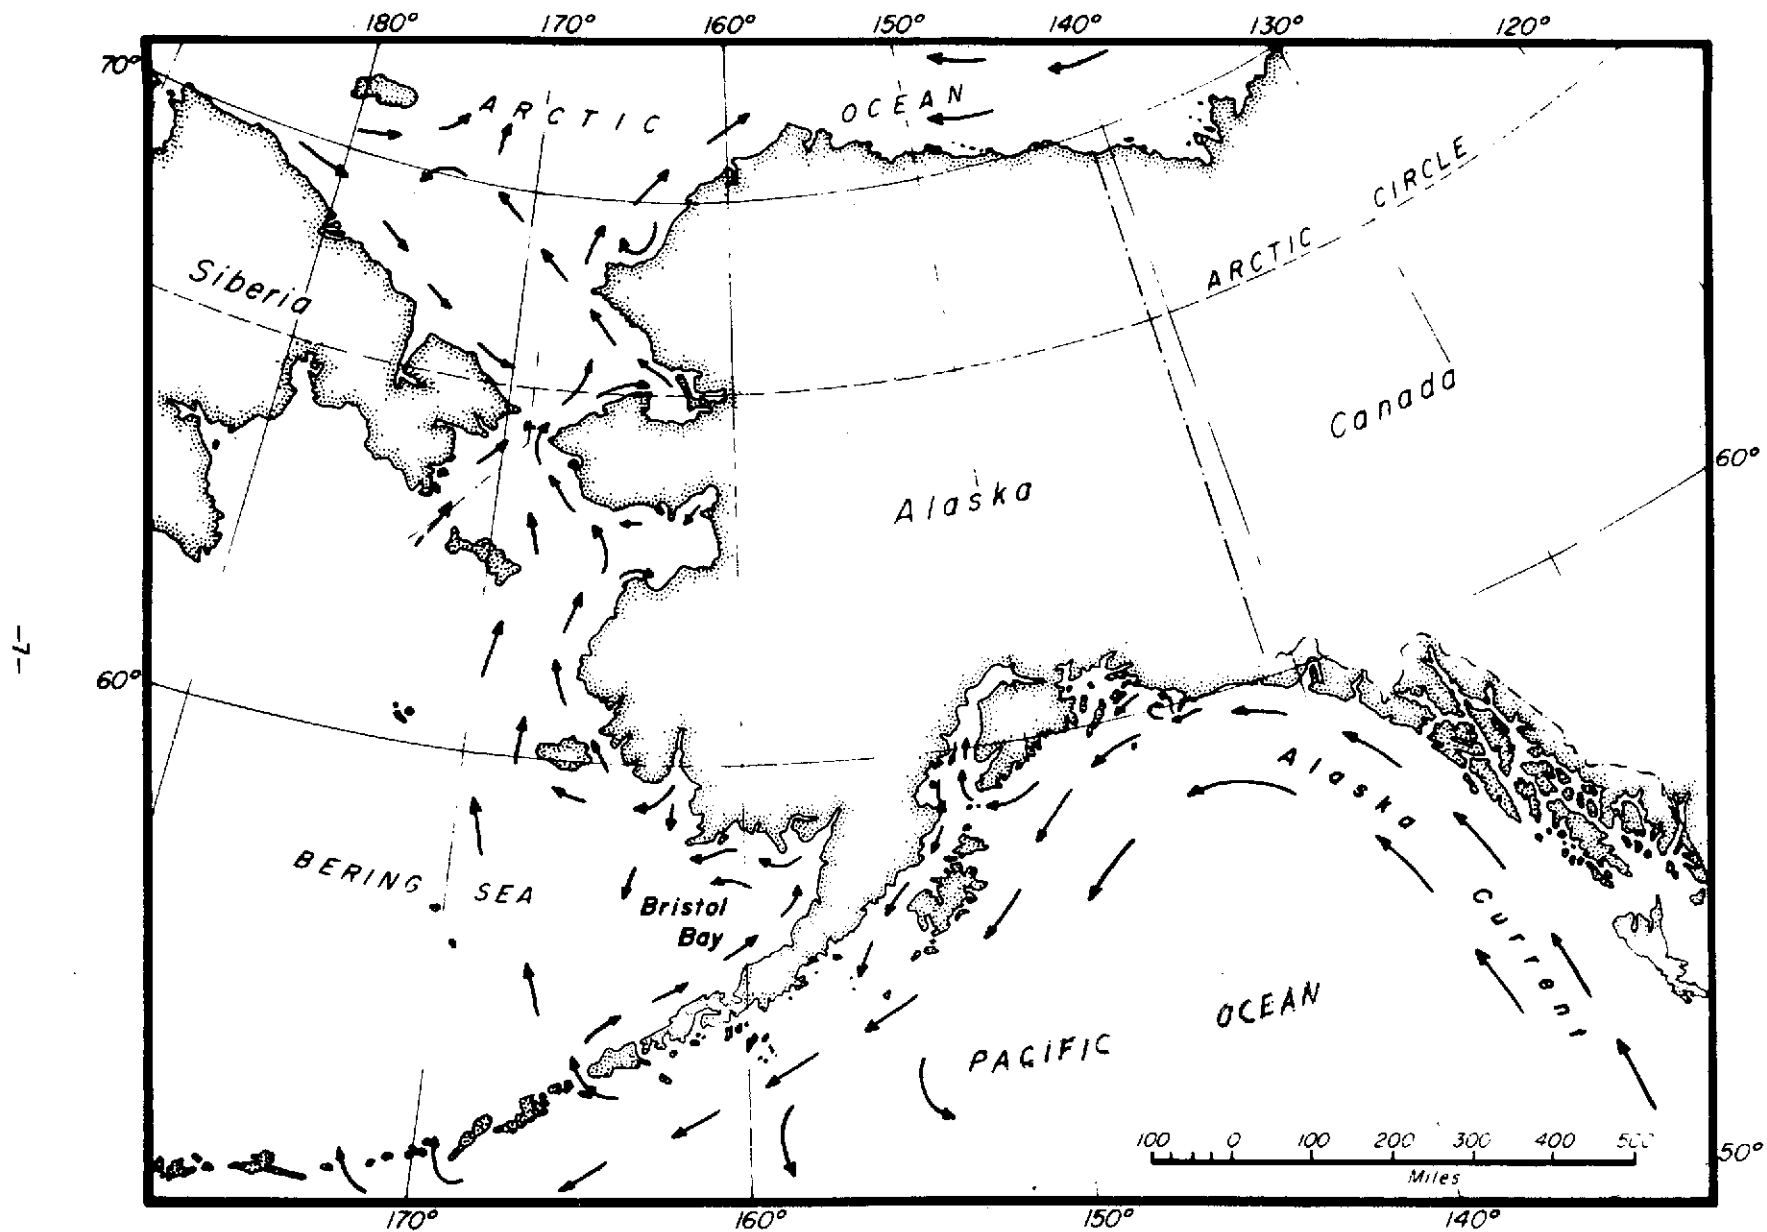 180° 170° 160° 150° 140° 130° 120°
70°
ARCTIC OCEAN
ARCTIC CIRCLE
Siberia
Canada
60°
Alaska
-7-
60°
Alaska Current
BERING SEA
Bristol
Bay
PACIFIC OCEAN
100 0 100 200 300 400 500
Miles
50°
170° 160° 150° 140°